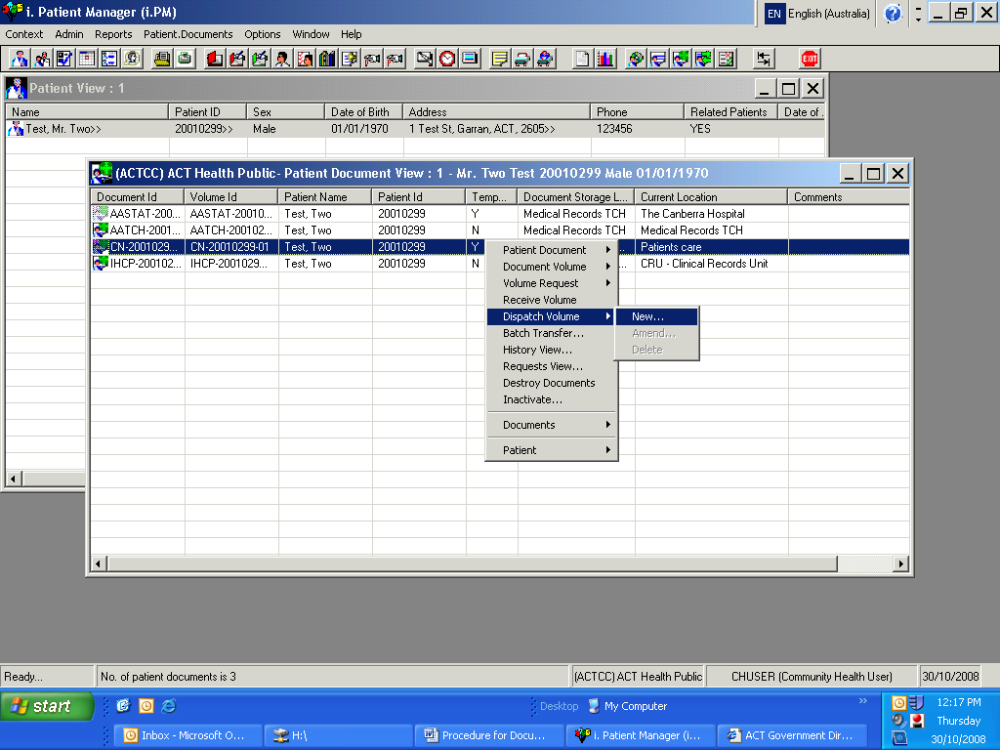 i. Patient Manager (i.PM)
EN English (Australia)
Context Admin Reports Patient.Documents Options Window Help
EXIT
Patient View : 1
Name Patient ID Sex Date of Birth Address Phone Related Patients Date of .
Test, Mr. Two>> 20010299>> Male 01/01/1970 1 Test St, Garran, ACT, 2605>> 123456 YES
(ACTCC) ACT Health Public- Patient Document View : 1 - Mr. Two Test 20010299 Male 01/01/1970
Document Id Volume Id Patient Name Patient Id Temp... Document Storage L... Current Location Comments
AASTAT-200... AASTAT-20010... Test, Two 20010299 Y Medical Records TCH The Canberra Hospital
AATCH-2001... AATCH-200102... Test, Two 20010299 N Medical Records TCH Medical Records TCH
CN-2001029... CN-20010299-01 Test, Two 20010299 Y ... Patients care
IHCP-200102... IHCP-2001029... Test, Two 20010299 N ... CRU - Clinical Records Unit
Patient Document
Document Volume
Volume Request
Receive Volume
Dispatch Volume New...
Batch Transfer... Amend...
History View... Delete
Requests View...
Destroy Documents
Inactivate...
Documents
Patient
Ready... No. of patient documents is 3 (ACTCC) ACT Health Public CHUSER (Community Health User) 30/10/2008
start Desktop My Computer » 12:17 PM
Thursday
Inbox - Microsoft O... H:\ Procedure for Docu... i. Patient Manager (i... ACT Government Dir... 30/10/2008